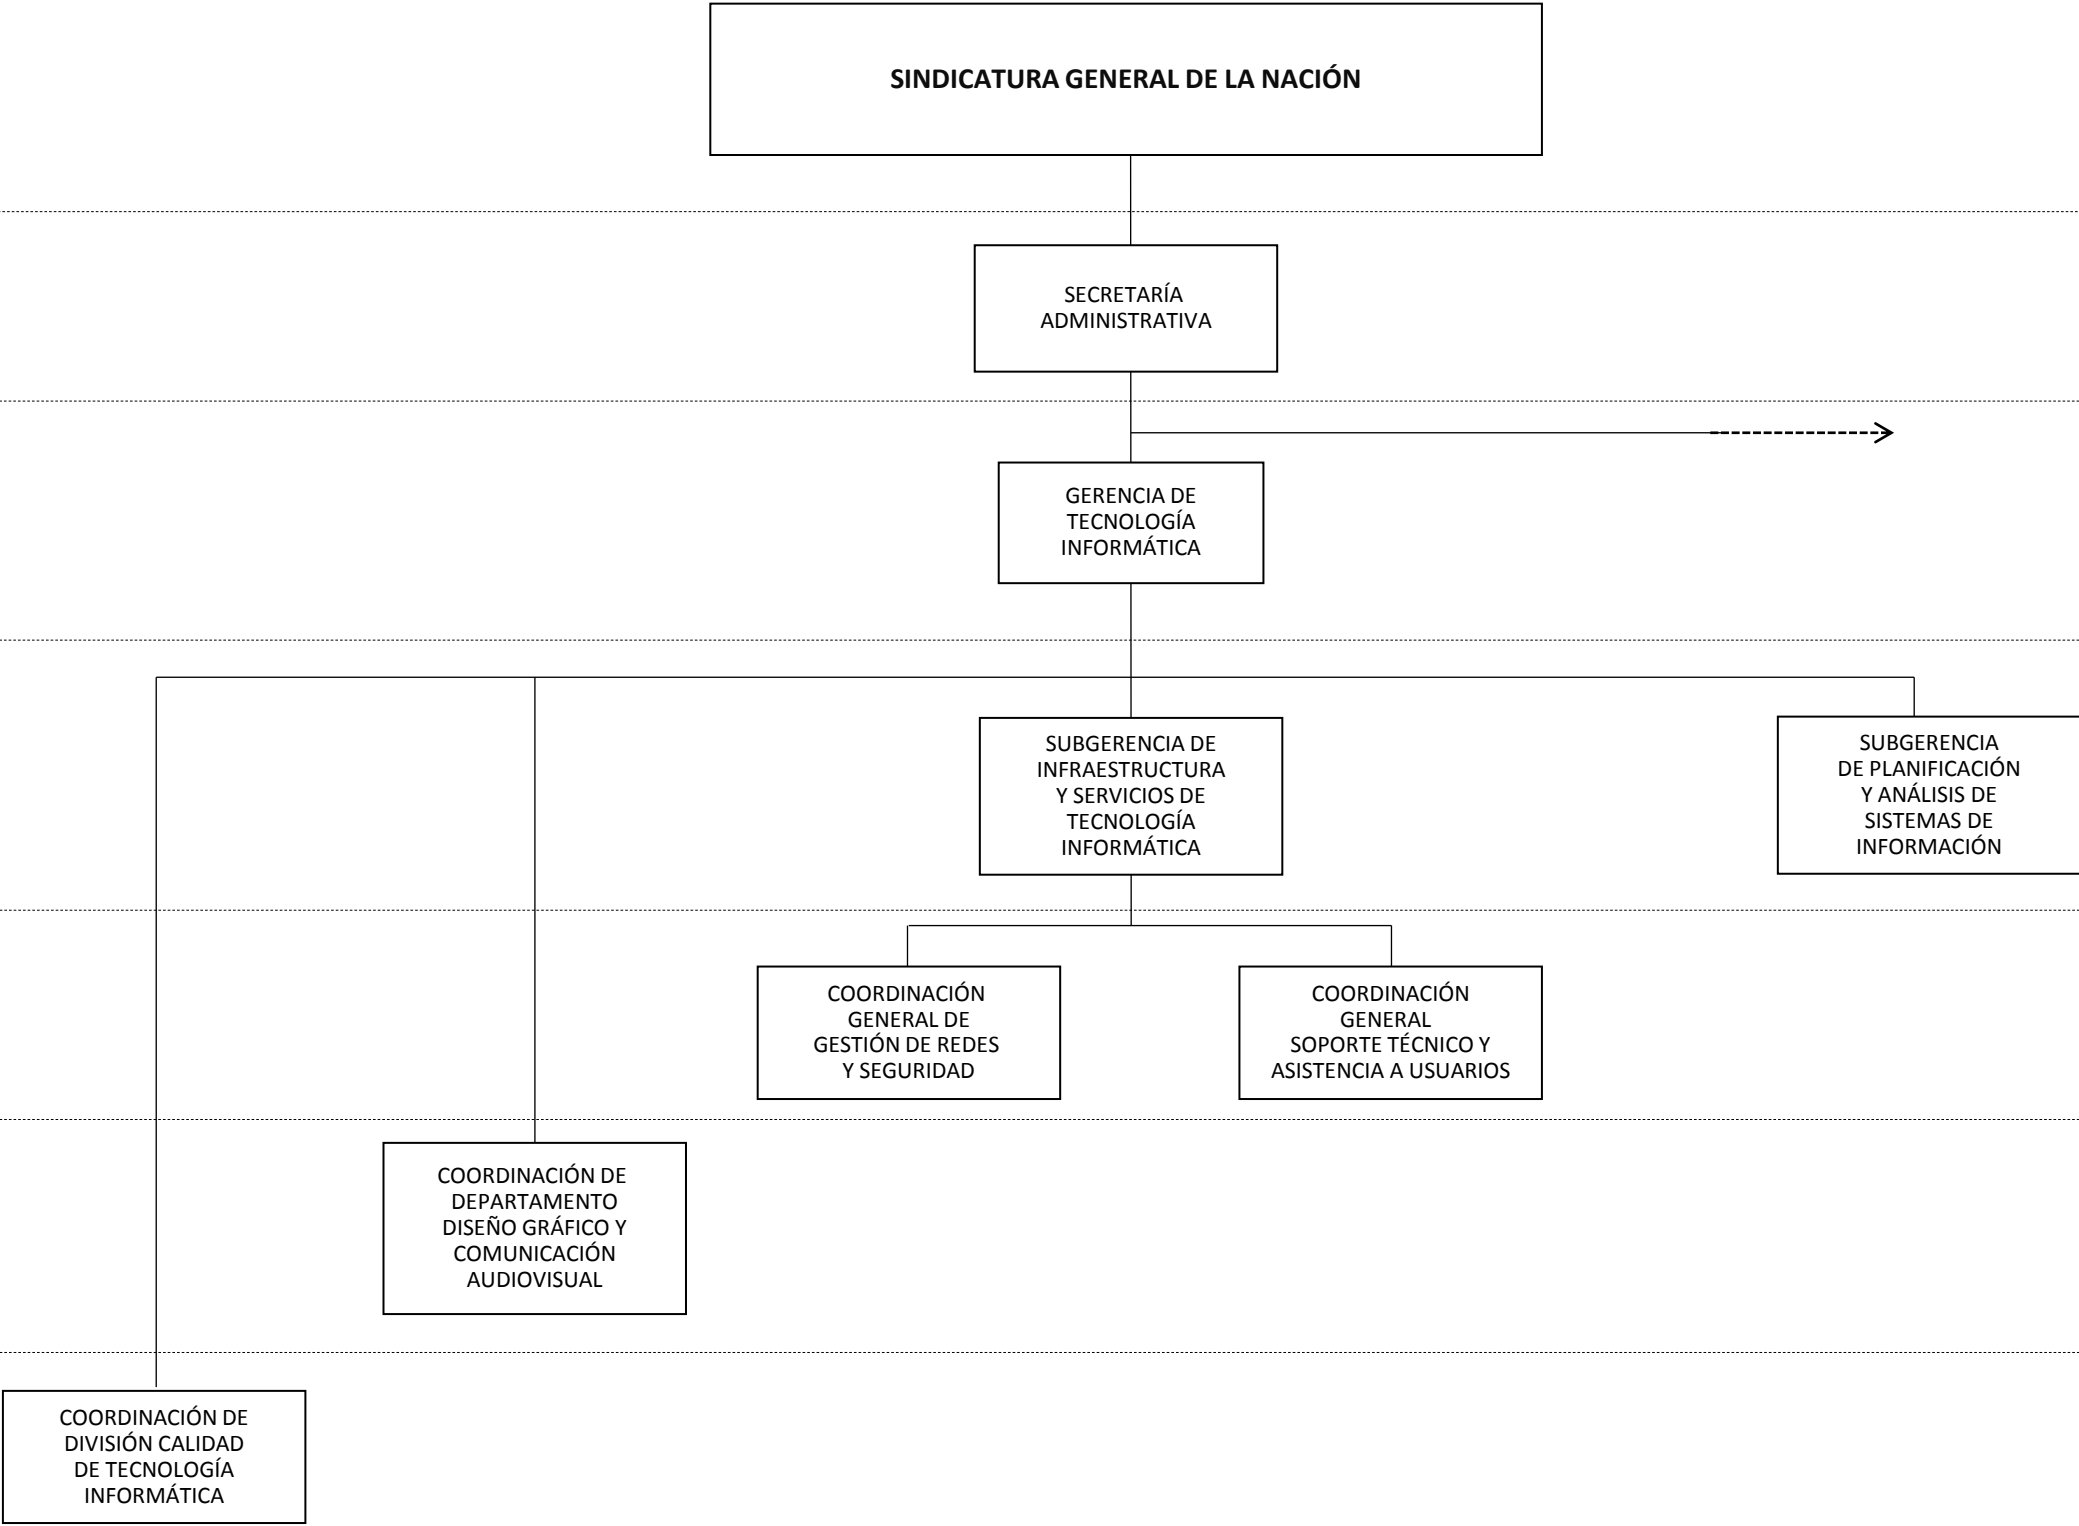 SINDICATURA GENERAL DE LA NACIÓN
SECRETARÍA
ADMINISTRATIVA
GERENCIA DE
TECNOLOGÍA
INFORMÁTICA
SUBGERENCIA DE
INFRAESTRUCTURA
Y SERVICIOS DE
TECNOLOGÍA
INFORMÁTICA
SUBGERENCIA
DE PLANIFICACIÓN
Y ANÁLISIS DE
SISTEMAS DE
INFORMACIÓN
COORDINACIÓN
GENERAL DE
GESTIÓN DE REDES
Y SEGURIDAD
COORDINACIÓN
GENERAL
SOPORTE TÉCNICO Y
ASISTENCIA A USUARIOS
COORDINACIÓN DE
DEPARTAMENTO
DISEÑO GRÁFICO Y
COMUNICACIÓN
AUDIOVISUAL
COORDINACIÓN DE
DIVISIÓN CALIDAD
DE TECNOLOGÍA
INFORMÁTICA